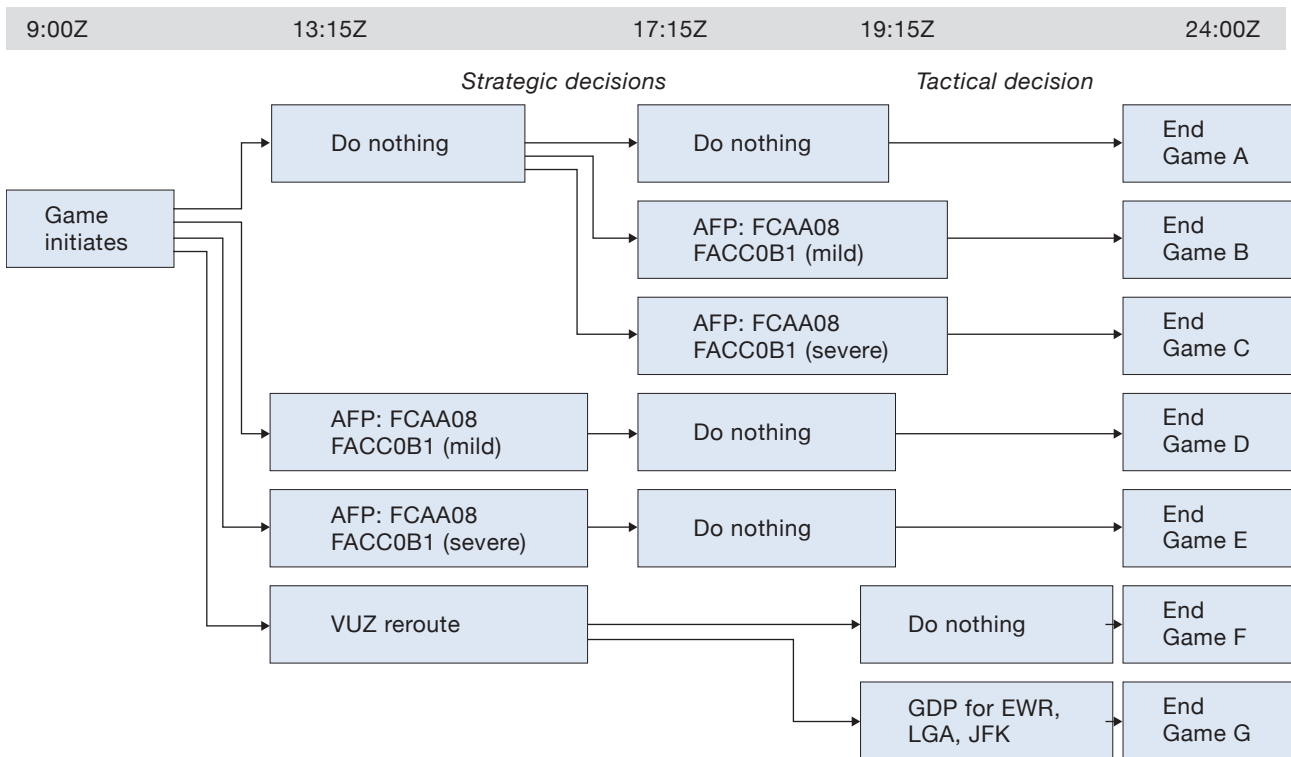 9:00Z 13:15Z 17:15Z 19:15Z 24:00Z
Strategic decisions Tactical decision
Do nothing
Do nothing
End
Game A
Game
initiates
AFP: FCAA08
FACC0B1 (mild)
End
Game B
AFP: FCAA08
FACC0B1 (severe)
End
Game C
AFP: FCAA08
FACC0B1 (mild)
Do nothing
End
Game D
AFP: FCAA08
FACC0B1 (severe)
Do nothing
End
Game E
VUZ reroute
Do nothing
End
Game F
GDP for EWR,
LGA, JFK
End
Game G